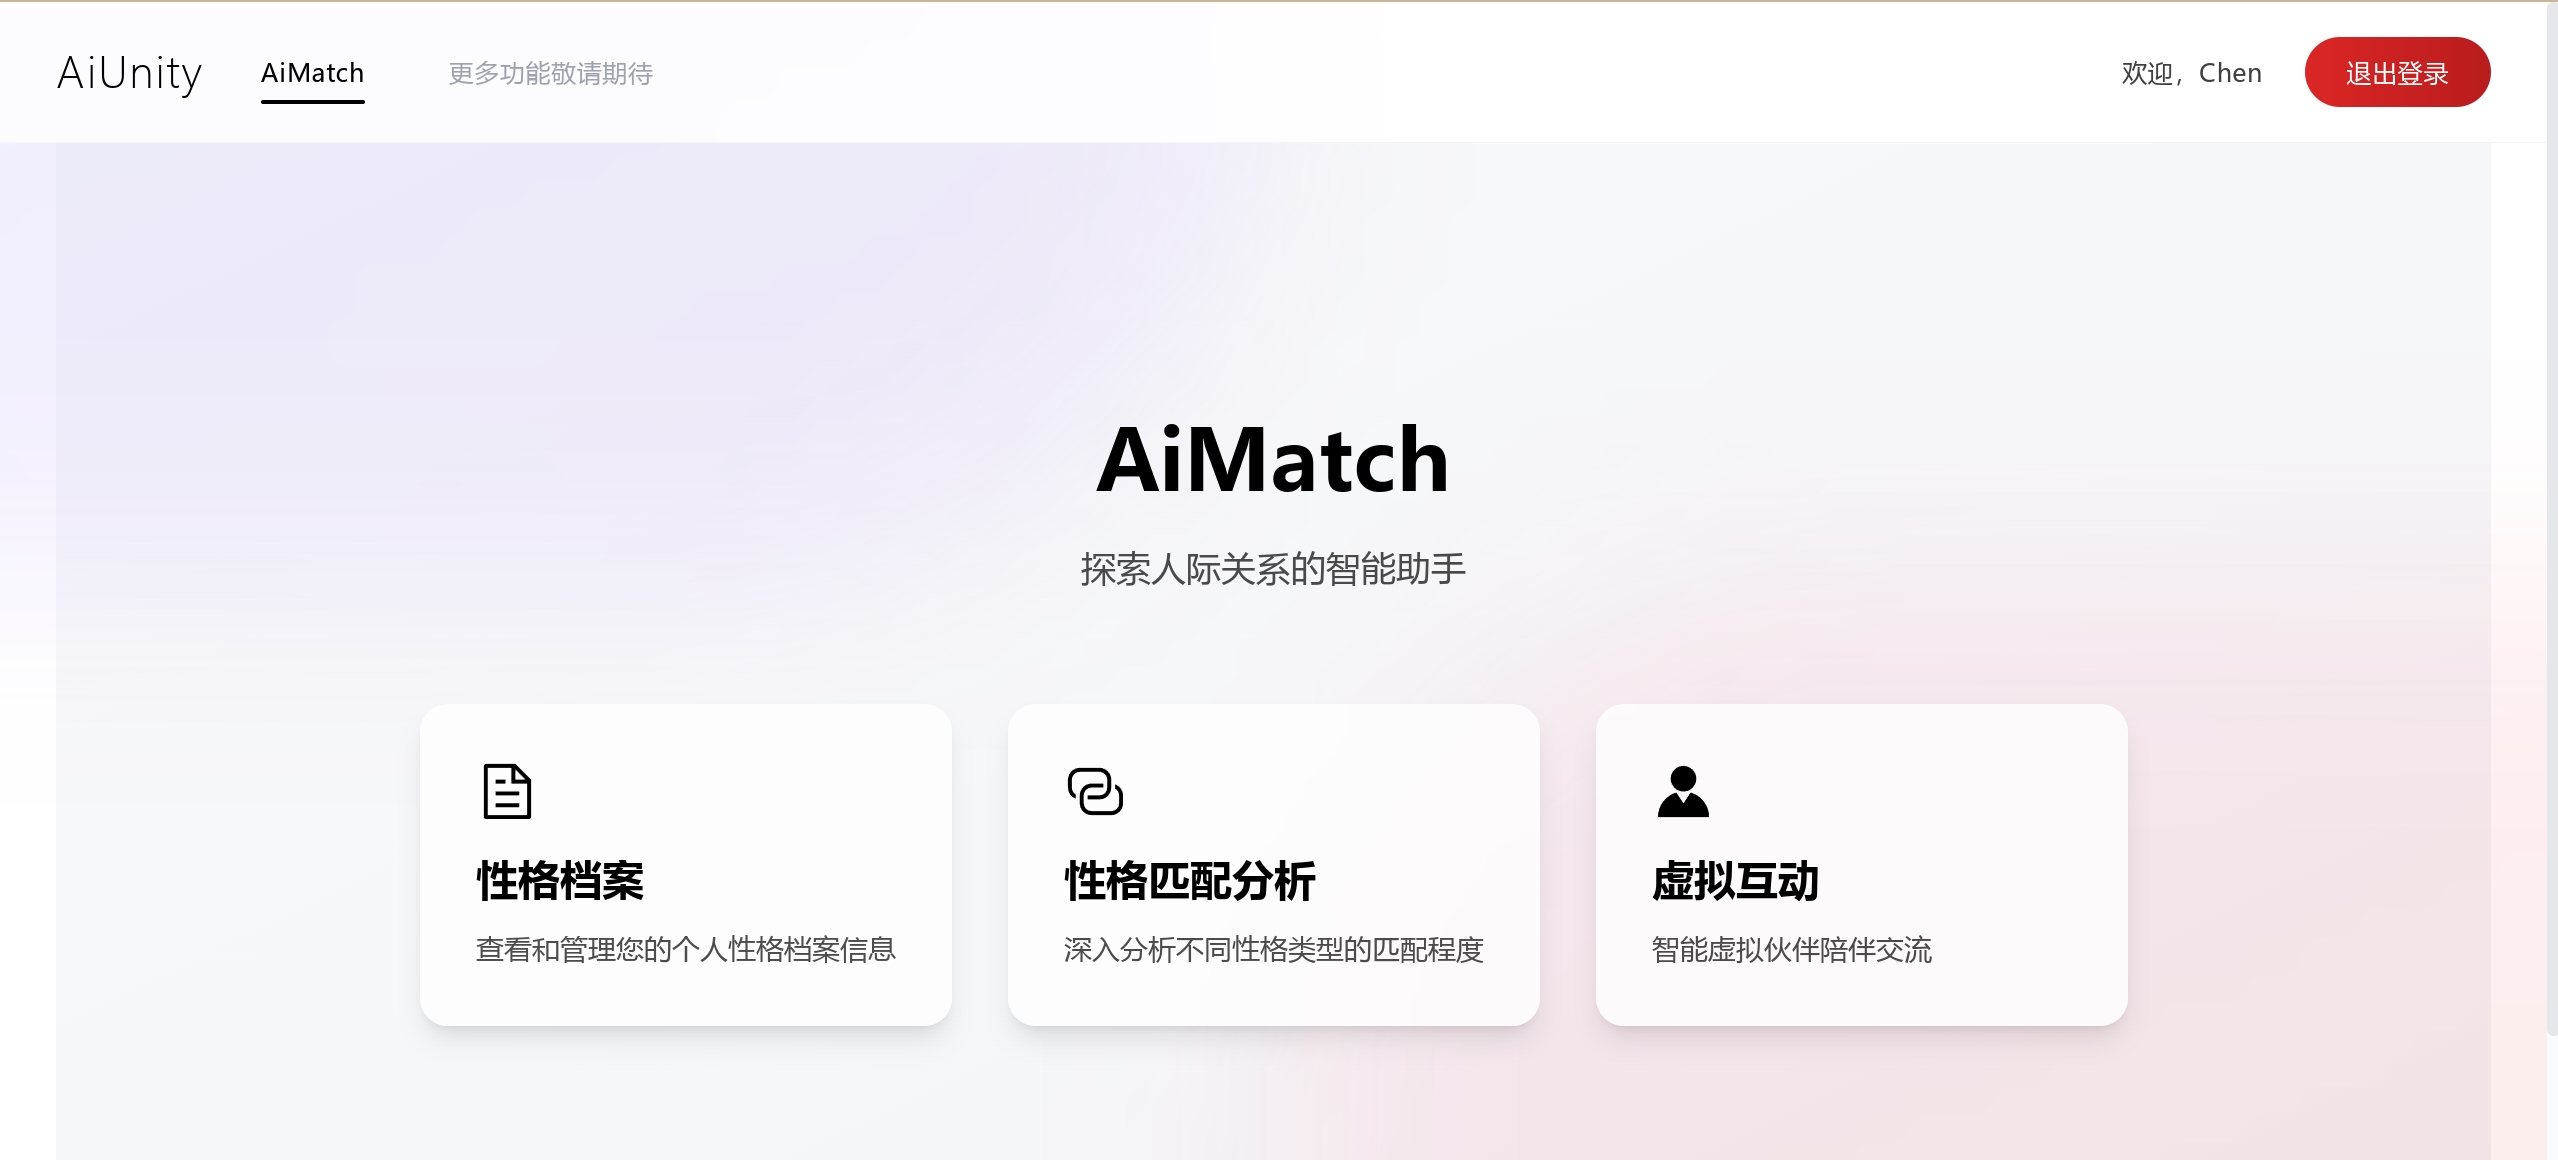 AiUnity
AiMatch
更多功能敬请期待
欢迎，Chen
退出登录
AiMatch
探索人际关系的智能助手
性格档案
查看和管理您的个人性格档案信息
性格匹配分析
深入分析不同性格类型的匹配程度
虚拟互动
智能虚拟伙伴陪伴交流